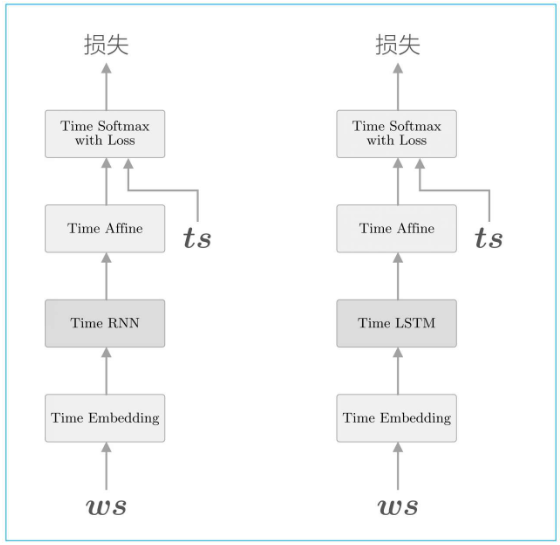 损失
Time Softmax
with Loss
Time Affine
ts
Time RNN
Time Embedding
ws
损失
Time Softmax
with Loss
Time Affine
ts
Time LSTM
Time Embedding
ws